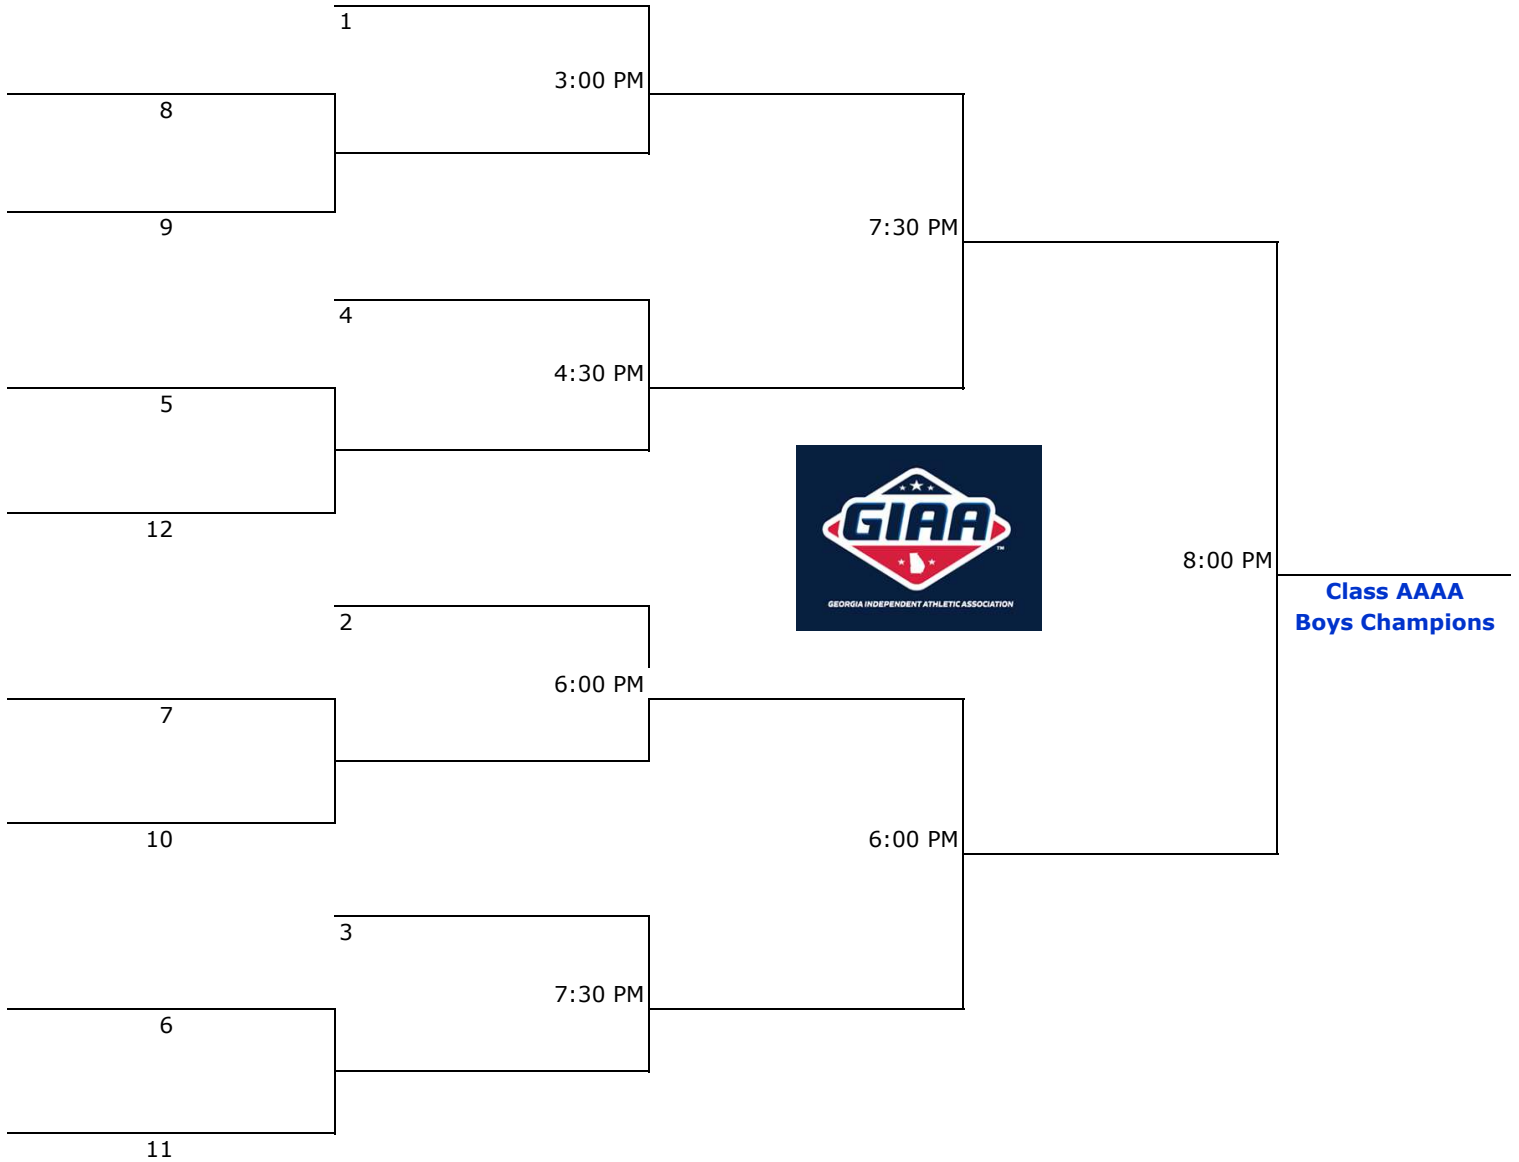 1
3:00 PM
8
9
7:30 PM
4
4:30 PM
5
12
GIAA
TM
GEORGIA INDEPENDENT ATHLETIC ASSOCIATION
8:00 PM
Class AAAA
Boys Champions
2
6:00 PM
7
10
6:00 PM
3
7:30 PM
6
11